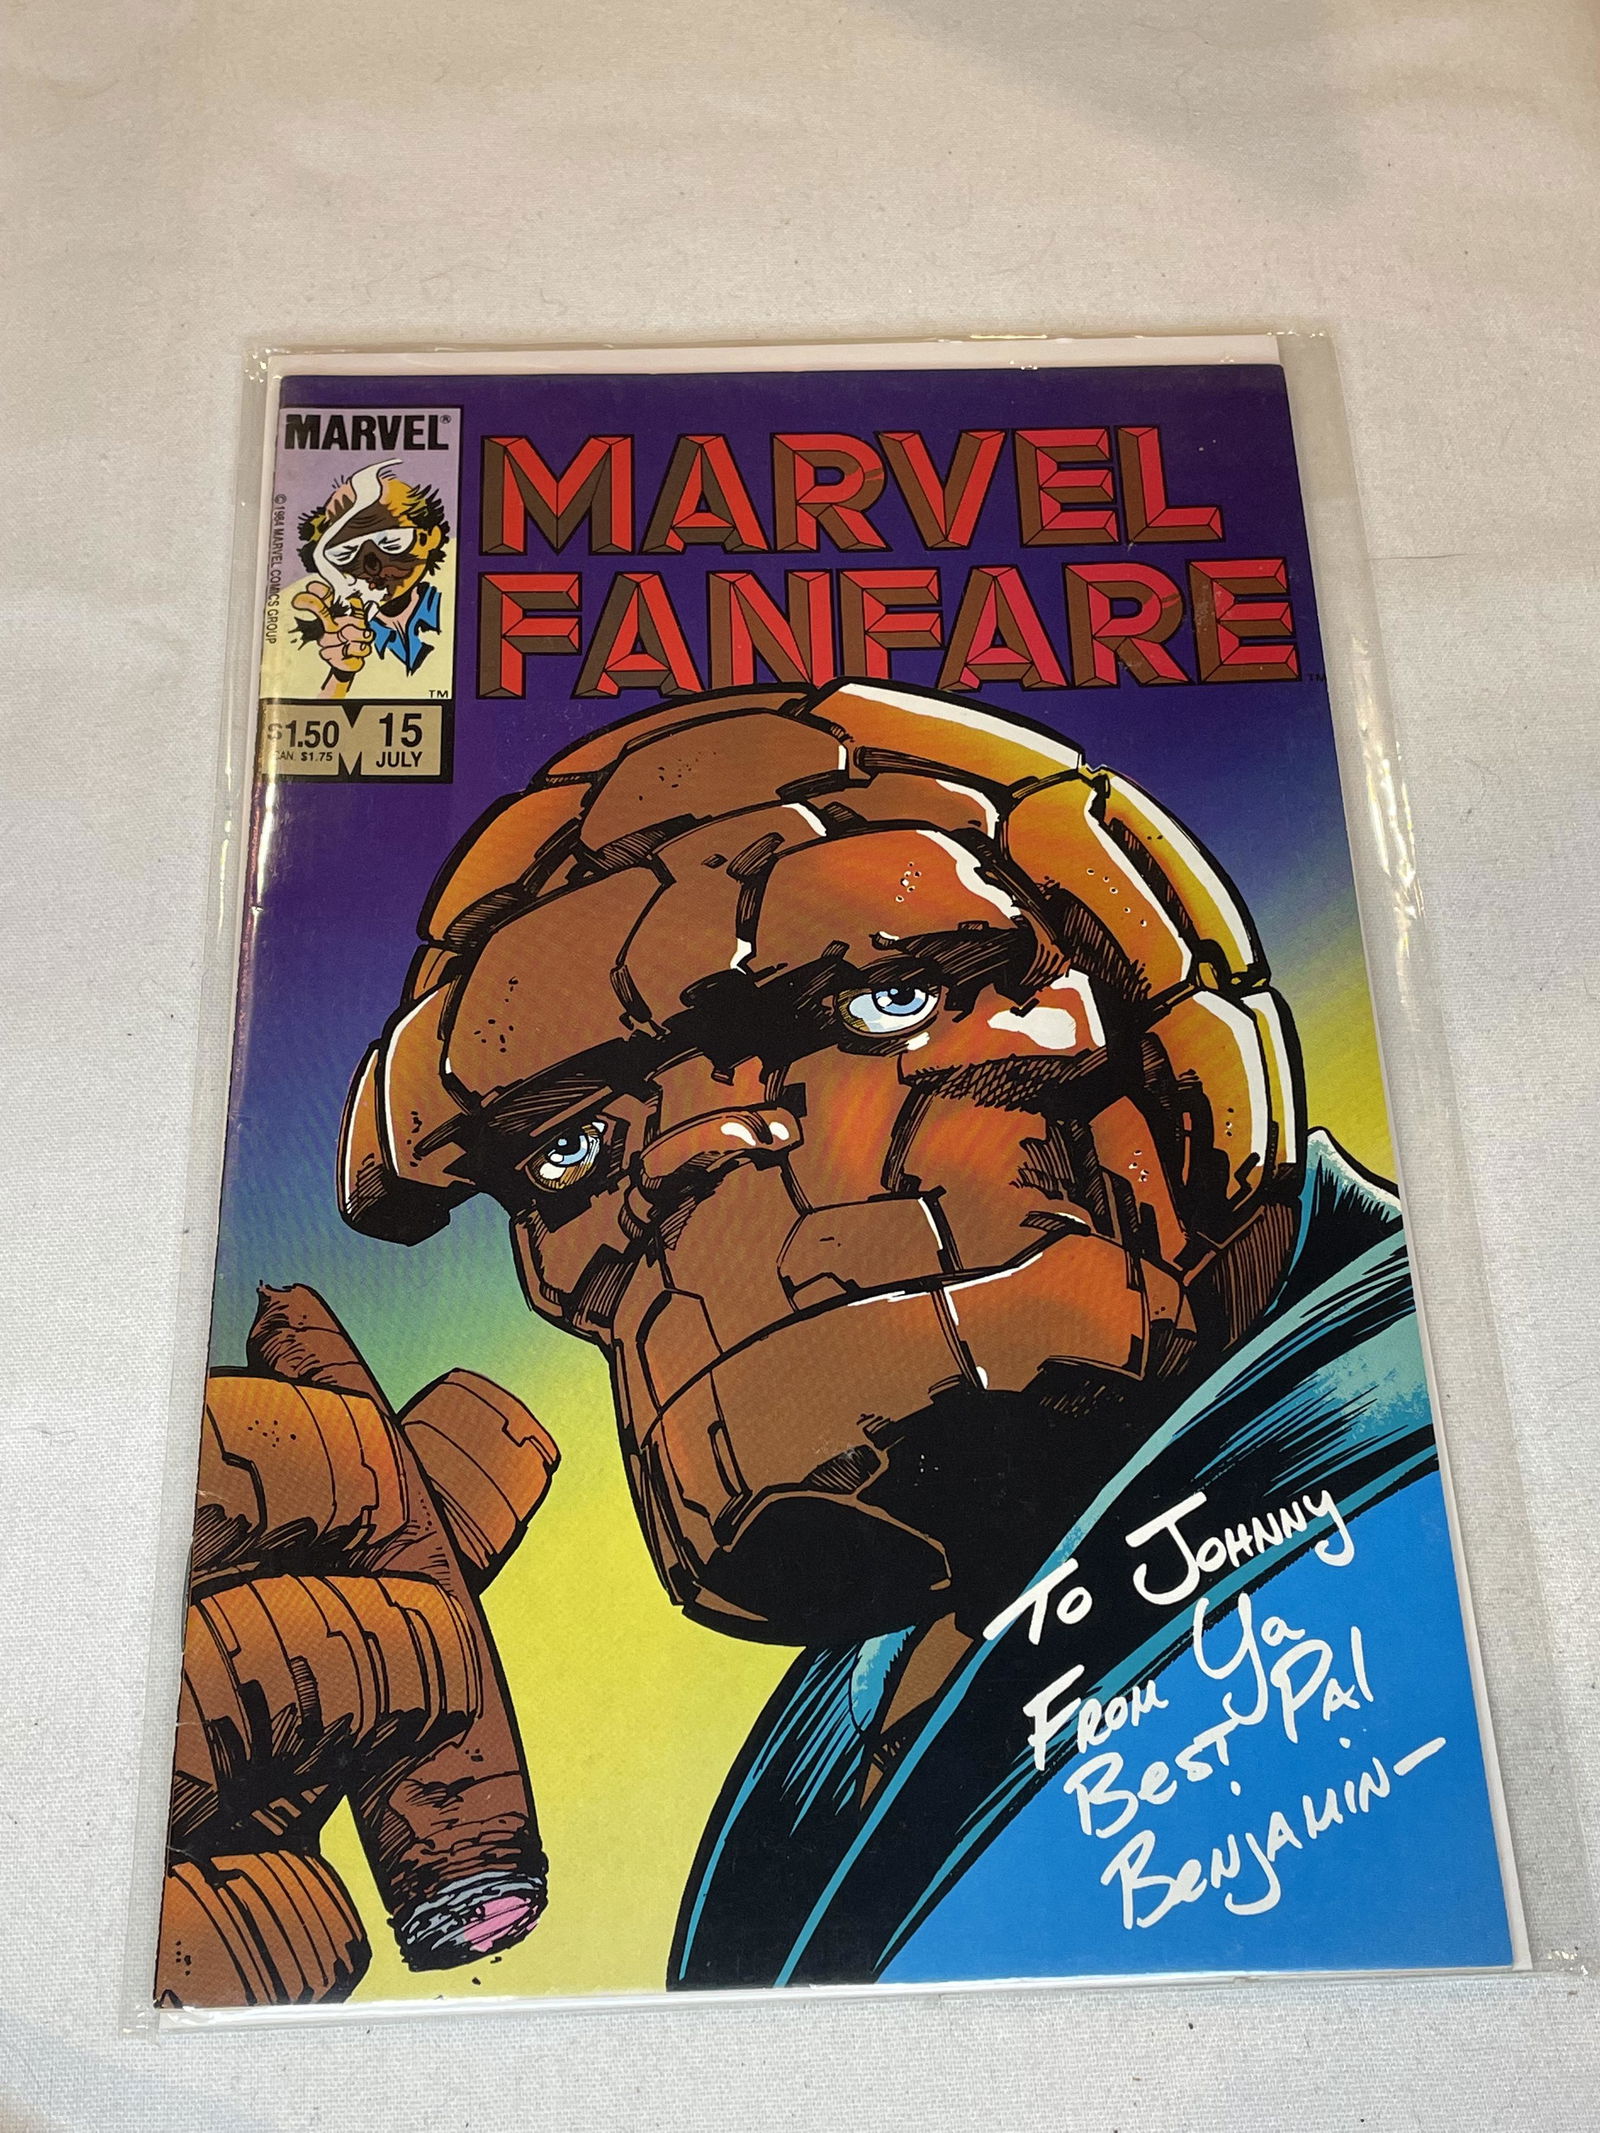 MARVEL®
© 1984 MARVEL COMICS GROUP
TM
$1.50
CAN. $1.75
15
JULY
MARVEL
FANFARE
TM
TO JOHNNY
FROM YA
BEST PAL
BENJAMIN-